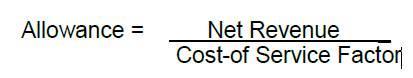 Allowance = Net Revenue
Cost-of Service Factor